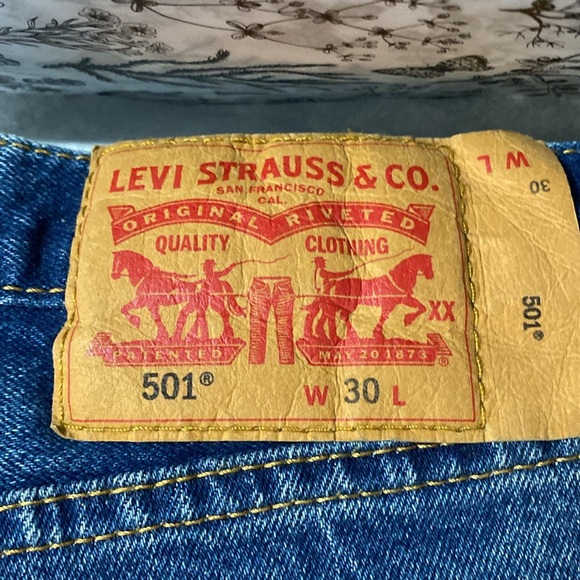 LEVI STRAUSS & CO.
SAN FRANCISCO
CAL.
ORIGINAL RIVETED
QUALITY CLOTHING
XX
PATENTED MAY 20 1873
®
501® W 30 L
W L
30
501®